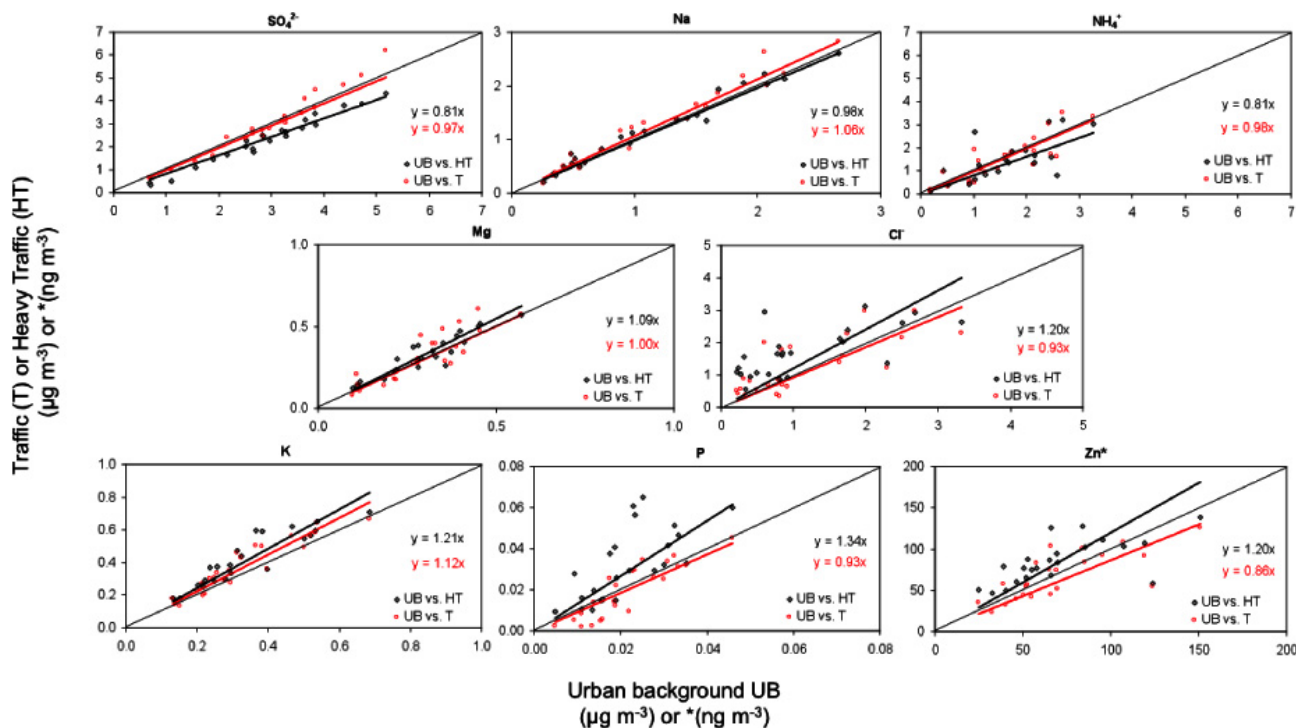 Traffic (T) or Heavy Traffic (HT)
(µg m⁻³) or *(ng m⁻³)
SO₄²⁻
7
6
5
4
3
2
1
0
y = 0.81x
y = 0.97x
UB vs. HT
UB vs. T
0 1 2 3 4 5 6 7
Na
3
2
1
0
y = 0.98x
y = 1.06x
UB vs. HT
UB vs. T
0 1 2 3
NH₄⁺
7
6
5
4
3
2
1
0
y = 0.81x
y = 0.98x
UB vs. HT
UB vs. T
0 1 2 3 4 5 6 7
Mg
1.0
0.5
0.0
y = 1.09x
y = 1.00x
UB vs. HT
UB vs. T
0.0 0.5 1.0
Cl⁻
5
4
3
2
1
0
y = 1.20x
y = 0.93x
UB vs. HT
UB vs. T
0 1 2 3 4 5
K
1.0
0.8
0.6
0.4
0.2
0.0
y = 1.21x
y = 1.12x
UB vs. HT
UB vs. T
0.0 0.2 0.4 0.6 0.8 1.0
P
0.08
0.06
0.04
0.02
0.00
y = 1.34x
y = 0.93x
UB vs. HT
UB vs. T
0.00 0.02 0.04 0.06 0.08
Zn*
200
150
100
50
0
y = 1.20x
y = 0.86x
UB vs. HT
UB vs. T
0 50 100 150 200
Urban background UB
(µg m⁻³) or *(ng m⁻³)